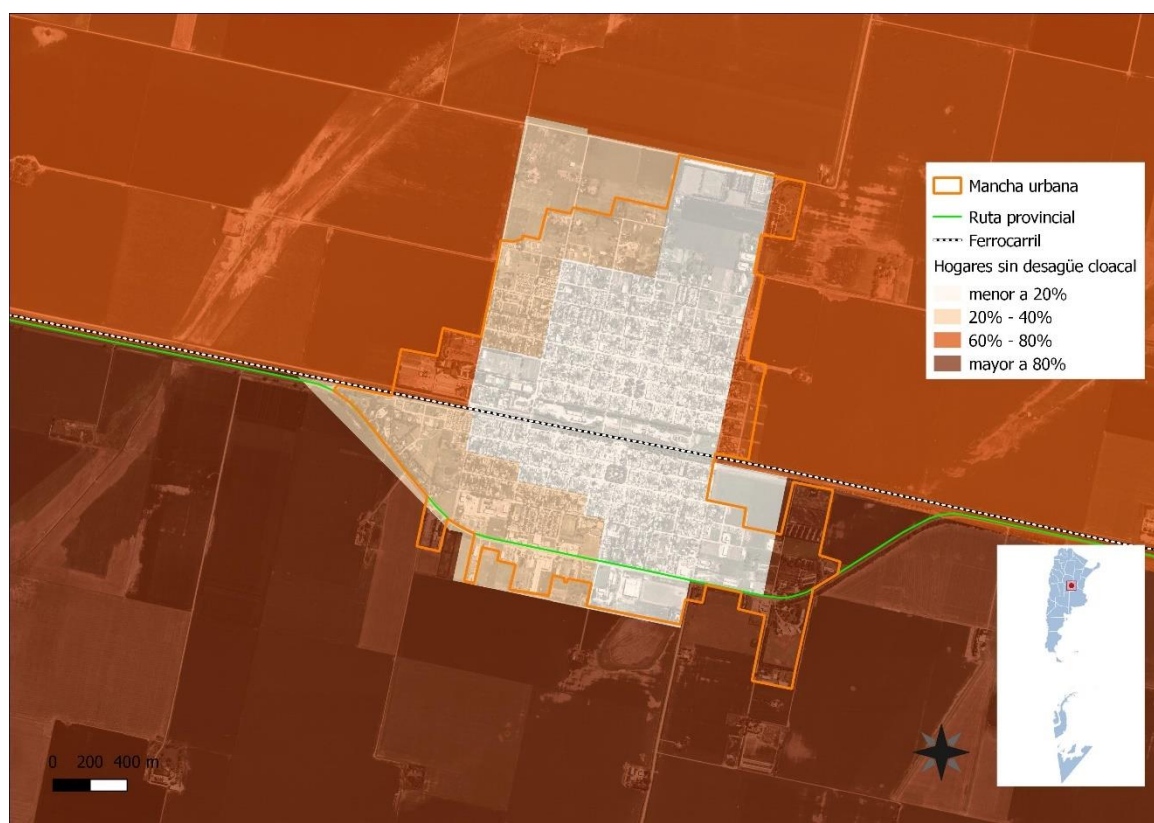 Mancha urbana
Ruta provincial
Ferrocarril
Hogares sin desagüe cloacal
menor a 20%
20% - 40%
60% - 80%
mayor a 80%
0 200 400 m